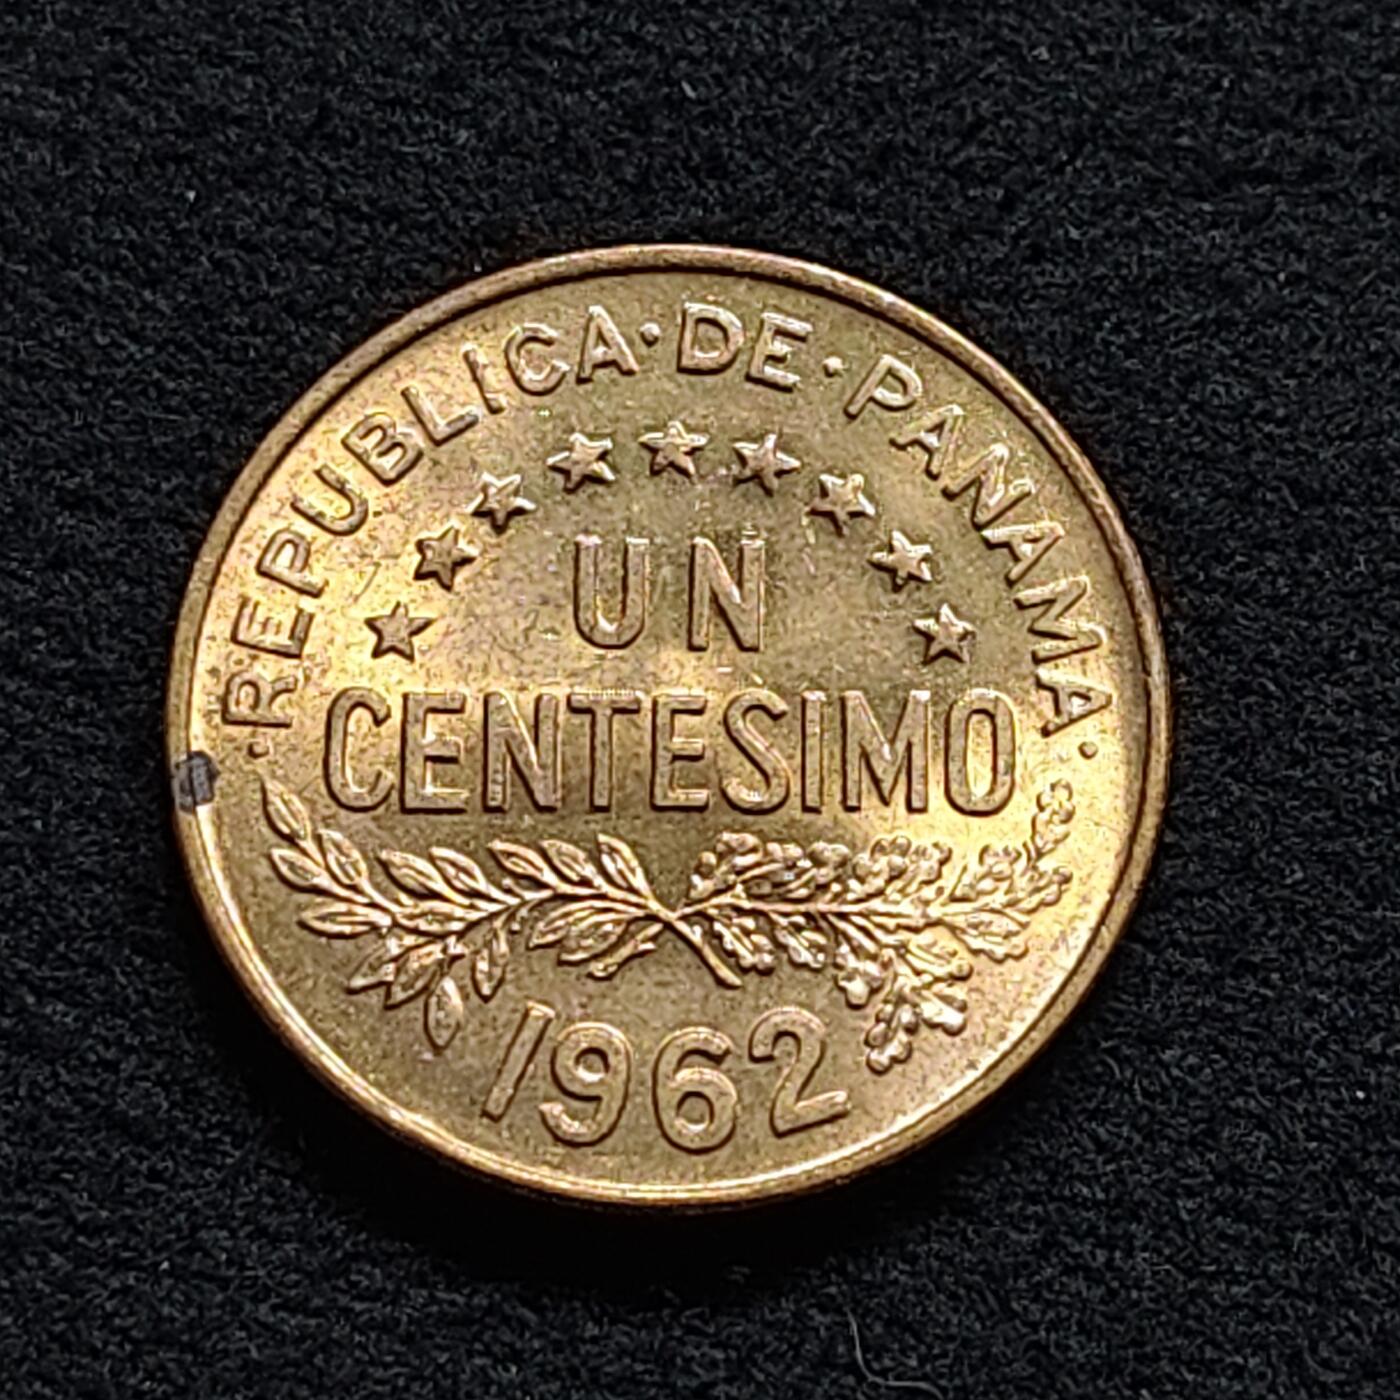 ·REPUBLICA·DE·PANAMA·
UN
CENTESIMO
1962